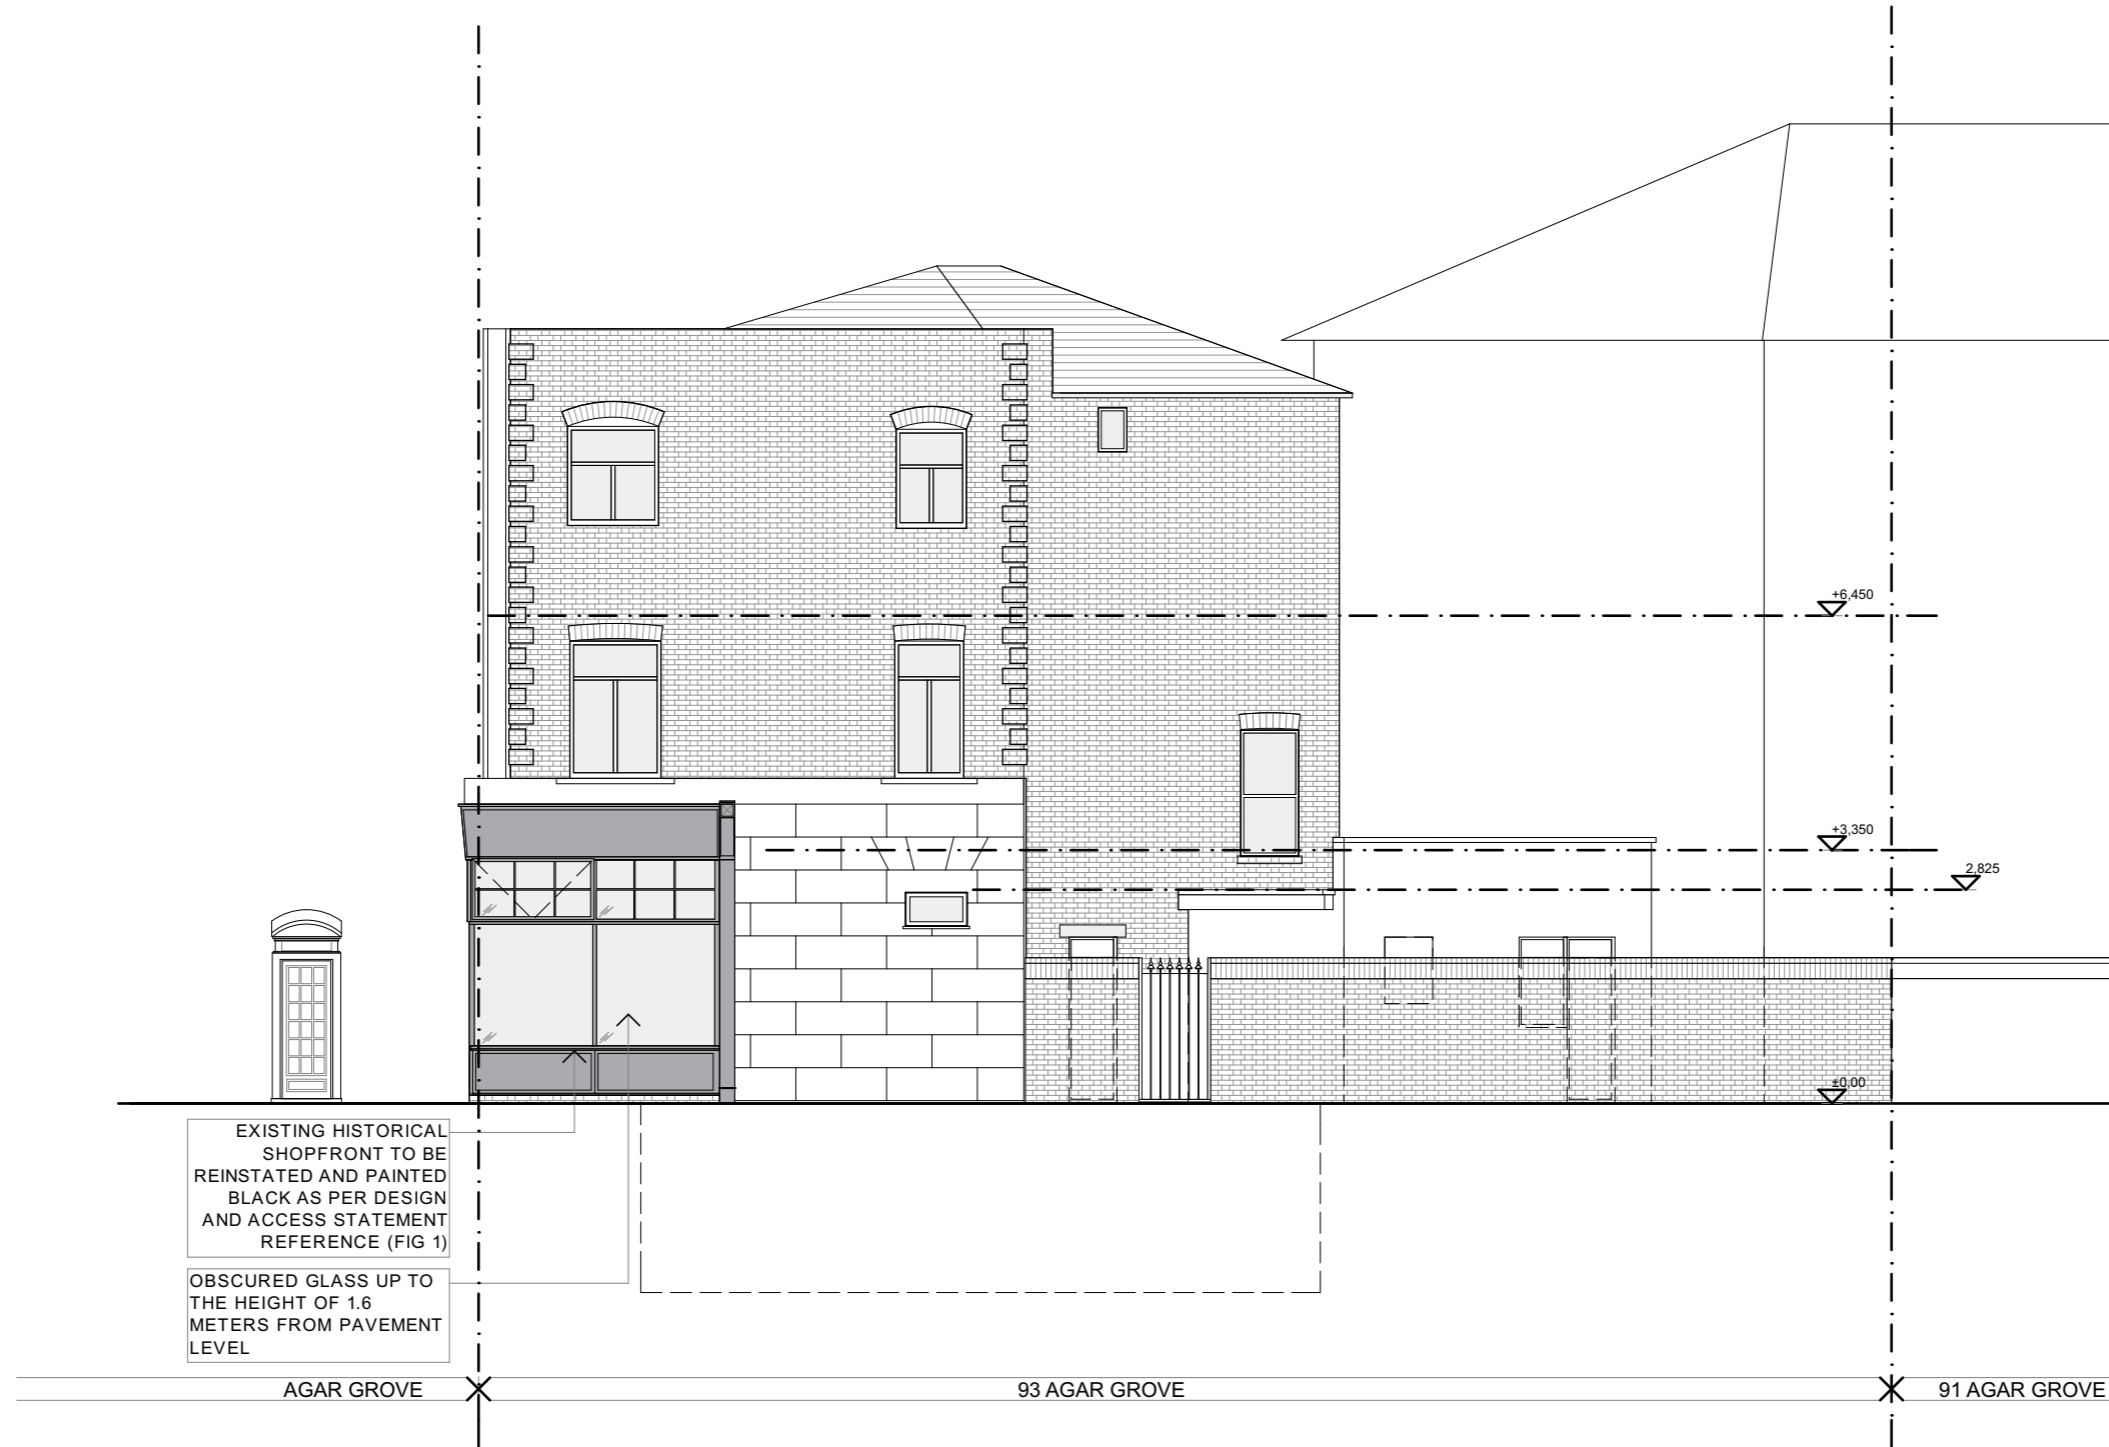 +6,450
+3,350
2,825
±0,00
EXISTING HISTORICAL
SHOPFRONT TO BE
REINSTATED AND PAINTED
BLACK AS PER DESIGN
AND ACCESS STATEMENT
REFERENCE (FIG 1)
OBSCURED GLASS UP TO
THE HEIGHT OF 1.6
METERS FROM PAVEMENT
LEVEL
AGAR GROVE
93 AGAR GROVE
91 AGAR GROVE